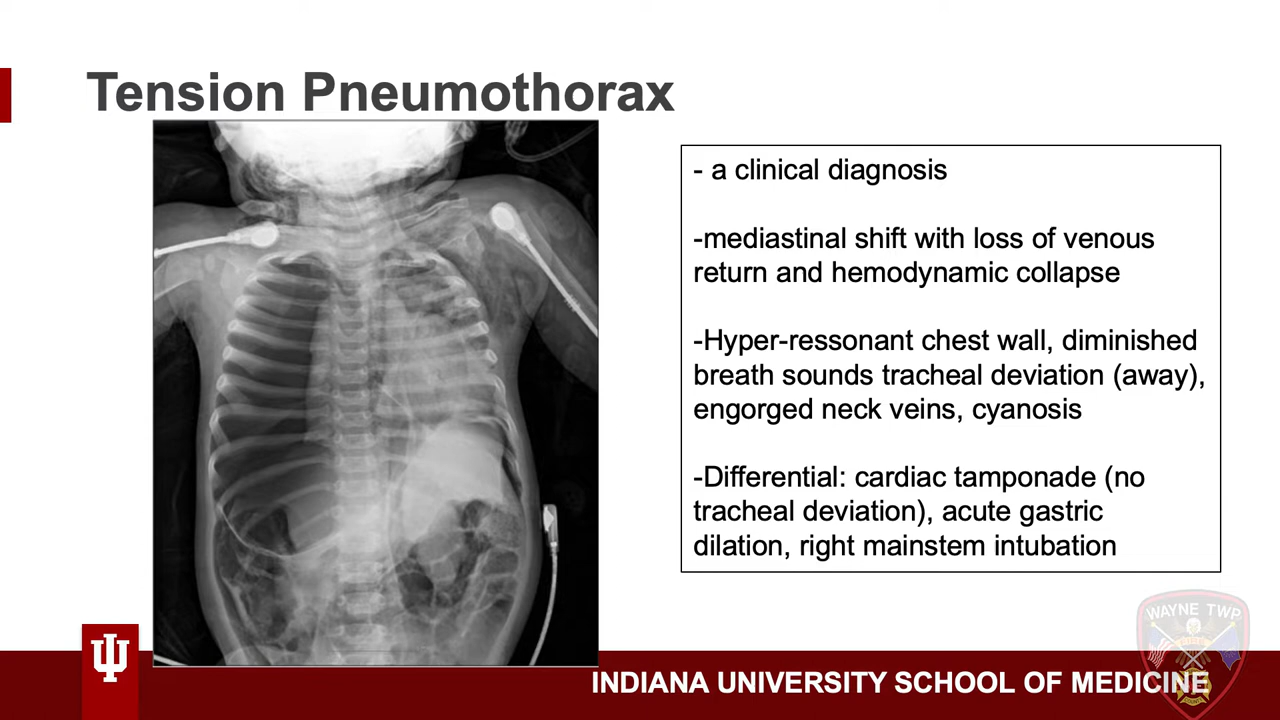 Tension Pneumothorax
- a clinical diagnosis
-mediastinal shift with loss of venous
return and hemodynamic collapse
-Hyper-ressonant chest wall, diminished
breath sounds tracheal deviation (away),
engorged neck veins, cyanosis
-Differential: cardiac tamponade (no
tracheal deviation), acute gastric
dilation, right mainstem intubation
WAYNE TWP
INDIANA UNIVERSITY SCHOOL OF MEDICINE